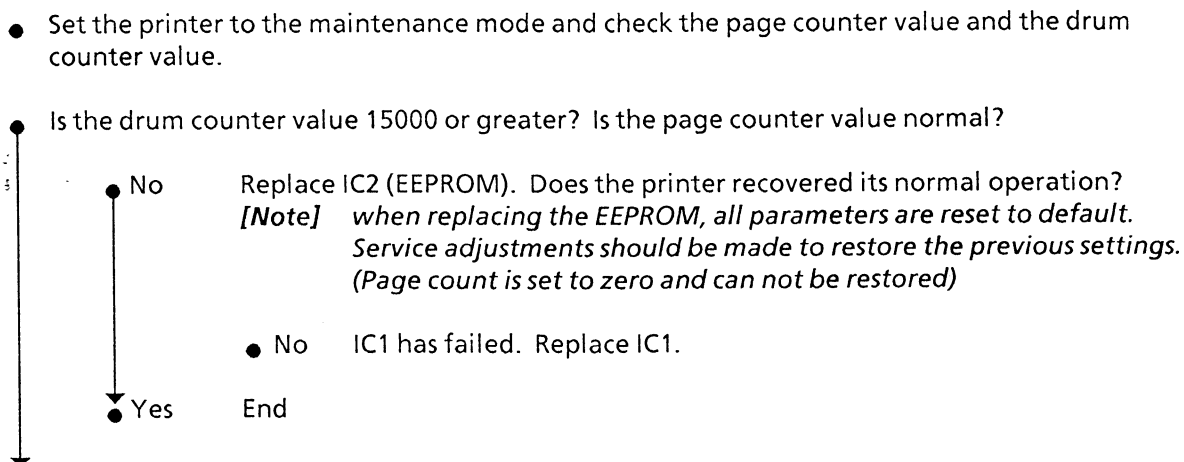 Set the printer to the maintenance mode and check the page counter value and the drum
counter value.
Is the drum counter value 15000 or greater? Is the page counter value normal?
No Replace IC2 (EEPROM). Does the printer recovered its normal operation?
[Note] when replacing the EEPROM, all parameters are reset to default.
Service adjustments should be made to restore the previous settings.
(Page count is set to zero and can not be restored)
No IC1 has failed. Replace IC1.
Yes End